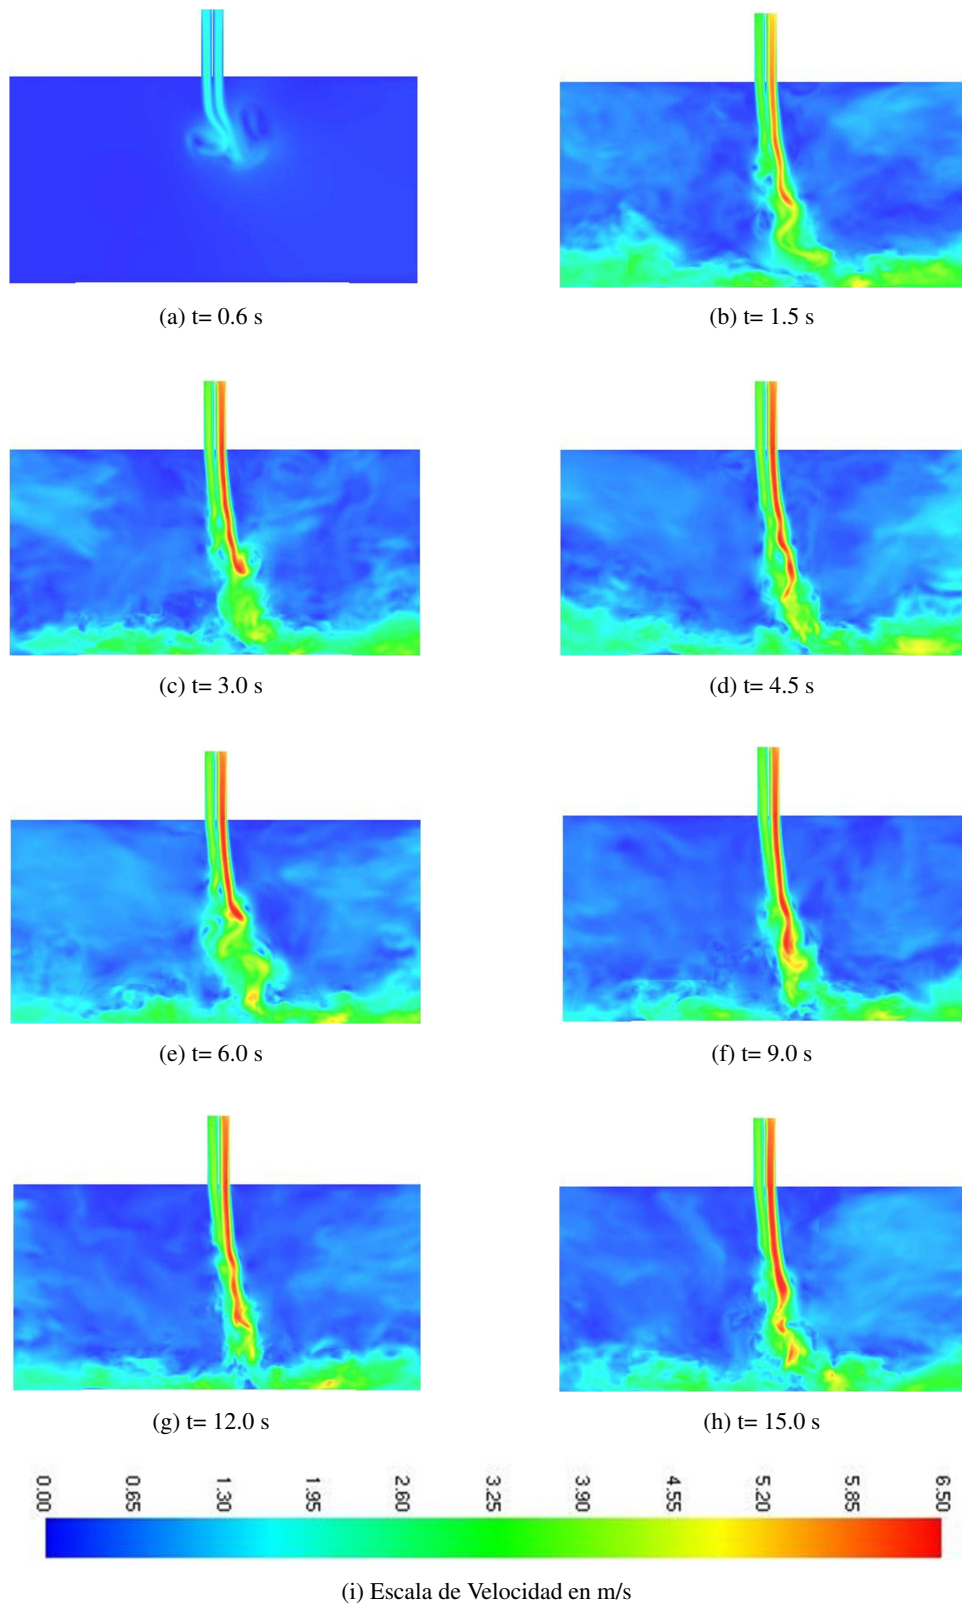 (a) t= 0.6 s
(b) t= 1.5 s
(c) t= 3.0 s
(d) t= 4.5 s
(e) t= 6.0 s
(f) t= 9.0 s
(g) t= 12.0 s
(h) t= 15.0 s
0.00 0.65 1.30 1.95 2.60 3.25 3.90 4.55 5.20 5.85 6.50
(i) Escala de Velocidad en m/s